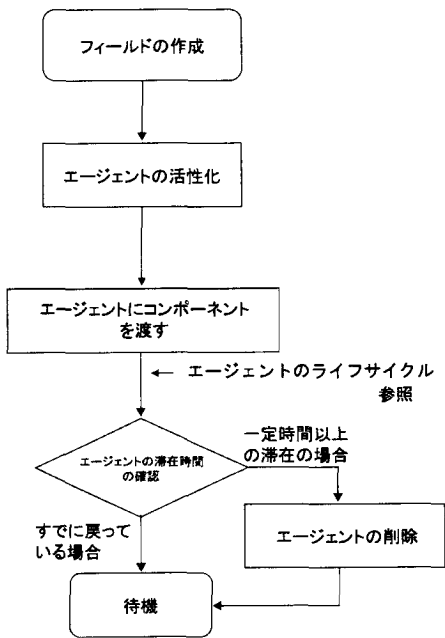 フィールドの作成
エージェントの活性化
エージェントにコンポーネント
を渡す
← エージェントのライフサイクル
参照
一定時間以上
の滞在の場合
エージェントの滞在時間
の確認
すでに戻って
いる場合
エージェントの削除
待機